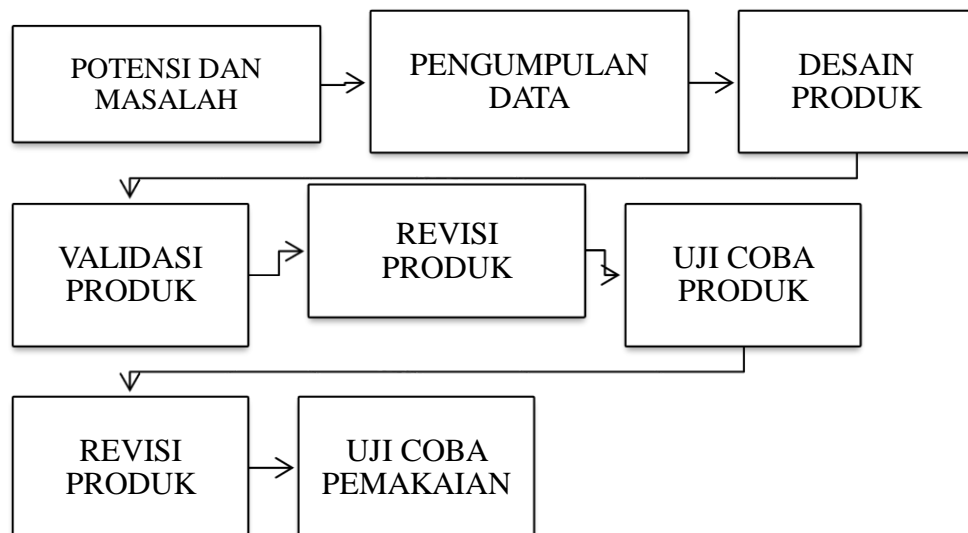 POTENSI DAN
MASALAH
PENGUMPULAN
DATA
DESAIN
PRODUK
VALIDASI
PRODUK
REVISI
PRODUK
UJI COBA
PRODUK
REVISI
PRODUK
UJI COBA
PEMAKAIAN